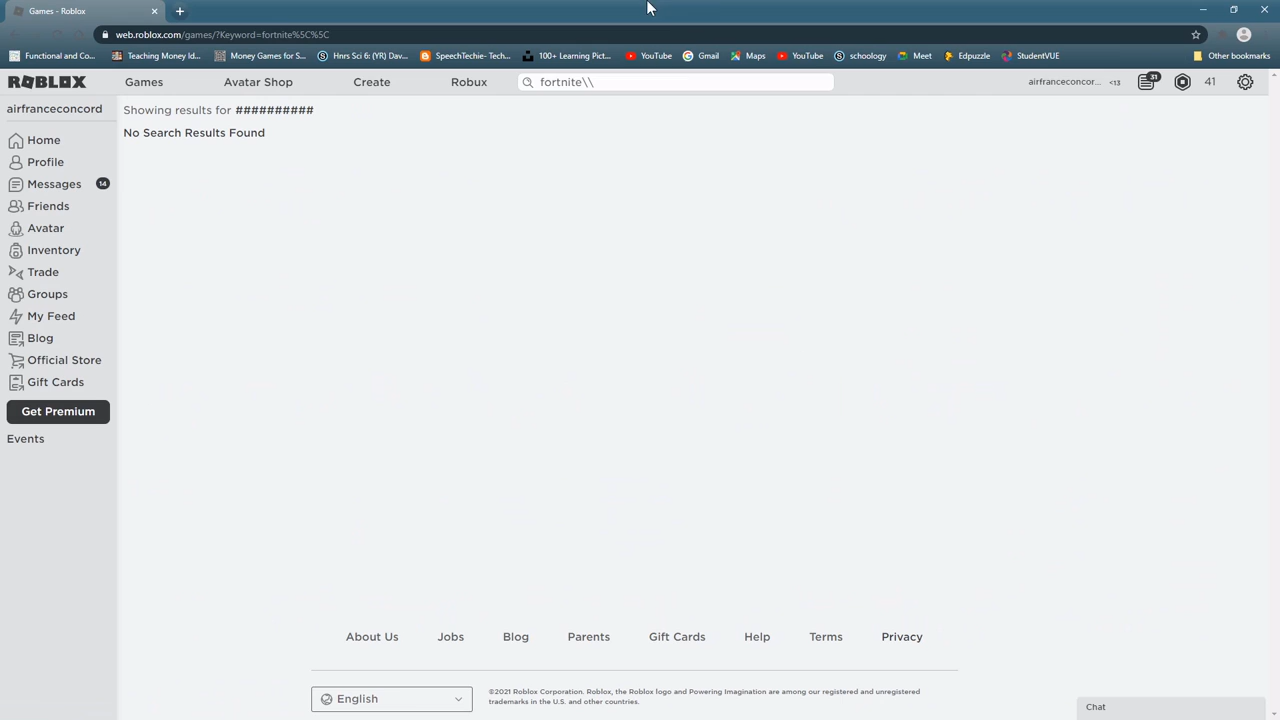 Games - Roblox
web.roblox.com/games/?Keyword=fortnite%5C%5C
Functional and Co... Teaching Money Id... Money Games for S... Hnrs Sci 6: (YR) Dav... SpeechTechie- Tech... 100+ Learning Pict... YouTube Gmail Maps YouTube schoology Meet Edpuzzle StudentVUE Other bookmarks
ROBLOX Games Avatar Shop Create Robux fortnite\\ airfranceconcor... <13 31 41
airfranceconcord
Showing results for ##########
No Search Results Found
Home
Profile
Messages 14
Friends
Avatar
Inventory
Trade
Groups
My Feed
Blog
Official Store
Gift Cards
Get Premium
Events
About Us Jobs Blog Parents Gift Cards Help Terms Privacy
English
©2021 Roblox Corporation. Roblox, the Roblox logo and Powering Imagination are among our registered and unregistered
trademarks in the U.S. and other countries.
Chat